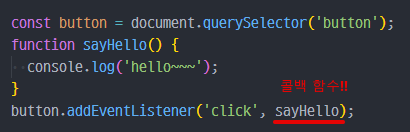 const button = document.querySelector('button');
function sayHello() {
  console.log('hello~~~');
}
콜백 함수!!
button.addEventListener('click', sayHello);